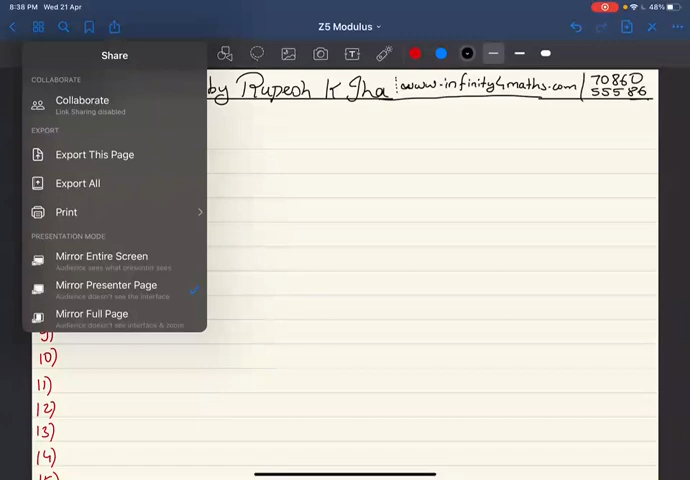 8:38 PM Wed 21 Apr
48%
Z5 Modulus
Share
COLLABORATE
Collaborate
Link Sharing disabled
EXPORT
Export This Page
Export All
Print
PRESENTATION MODE
Mirror Entire Screen
Audience sees what presenter sees
Mirror Presenter Page
Audience doesn't see the interface
Mirror Full Page
Audience doesn't see interface & zoom
by Rupesh K Jha www.infinity4maths.com 70860
55586
9)
10)
11)
12)
13)
14)
15)